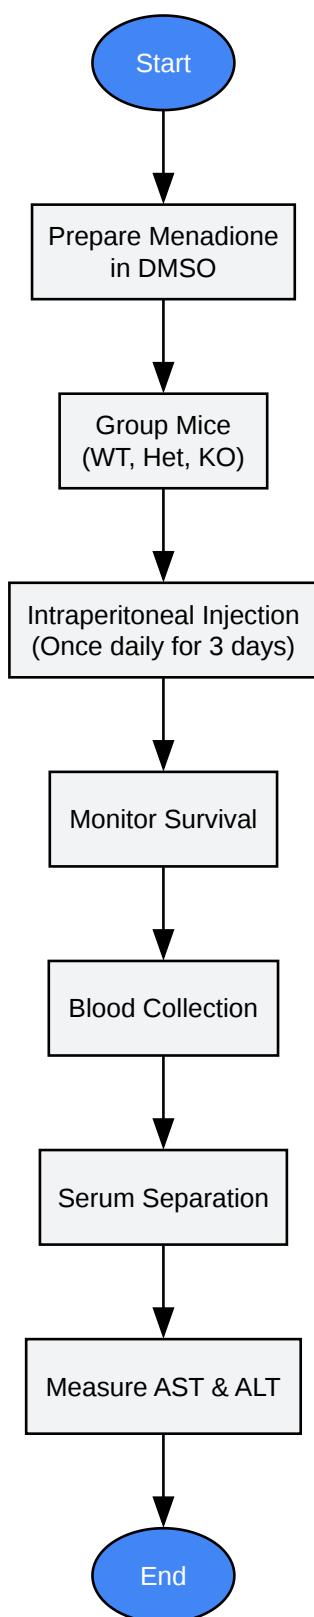 Start
Prepare Menadione
in DMSO
Group Mice
(WT, Het, KO)
Intraperitoneal Injection
(Once daily for 3 days)
Monitor Survival
Blood Collection
Serum Separation
Measure AST & ALT
End